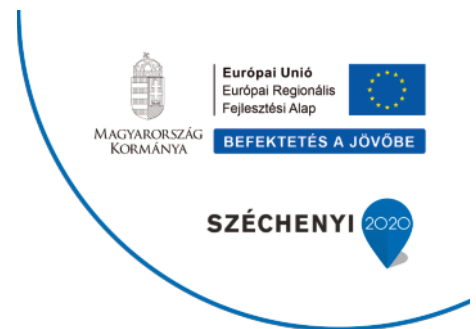 Európai Unió
Európai Regionális
Fejlesztési Alap
MAGYARORSZÁG
KORMÁNYA
BEFEKTETÉS A JÖVŐBE
SZÉCHENYI 2020